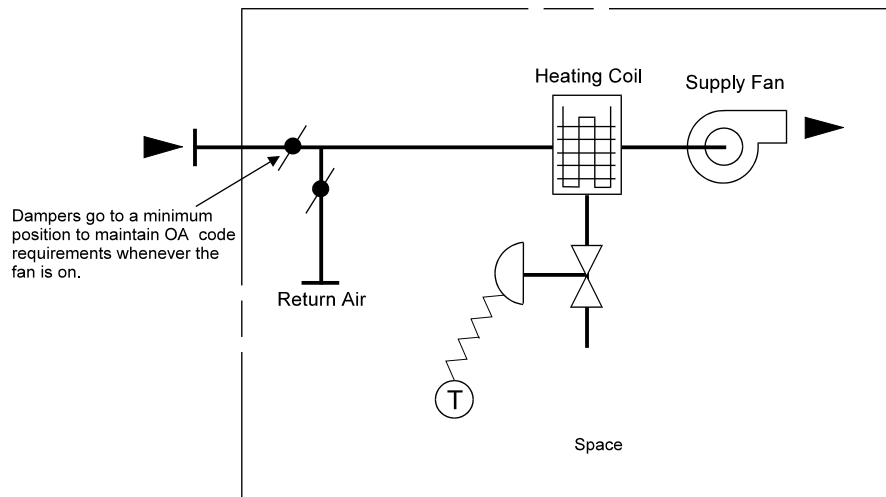 Heating Coil
Supply Fan
Dampers go to a minimum
position to maintain OA code
requirements whenever the
fan is on.
Return Air
T
Space